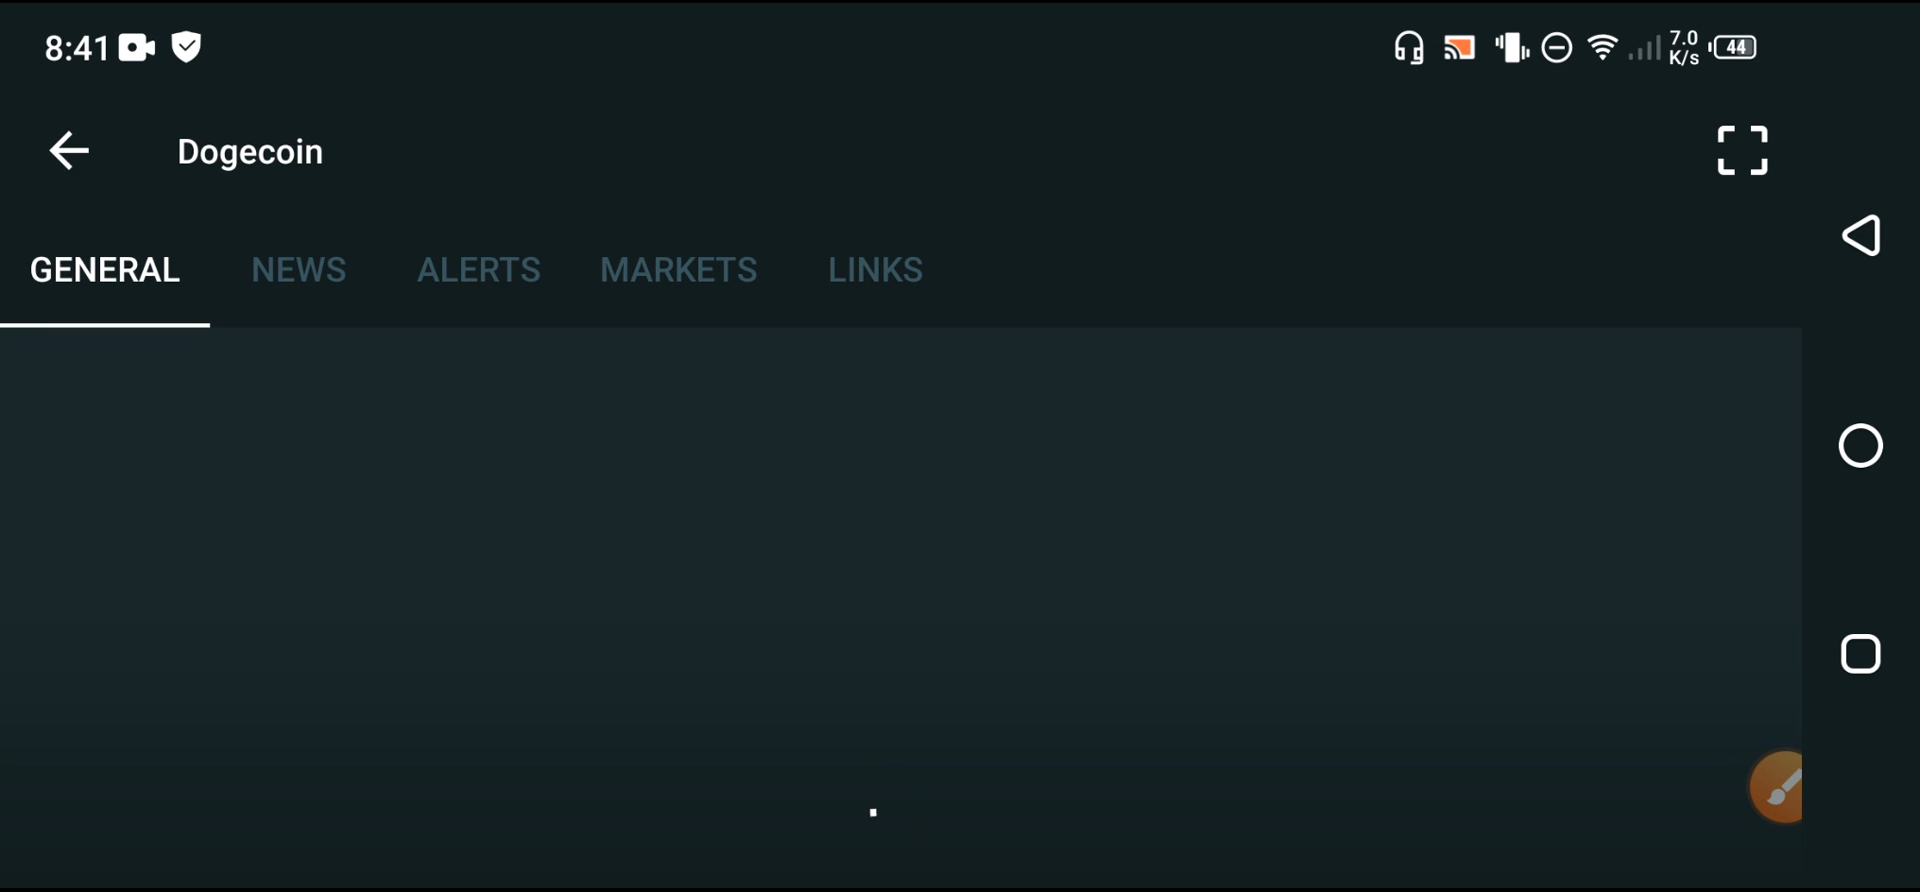 8:41
7.0
K/s
44
Dogecoin
GENERAL NEWS ALERTS MARKETS LINKS